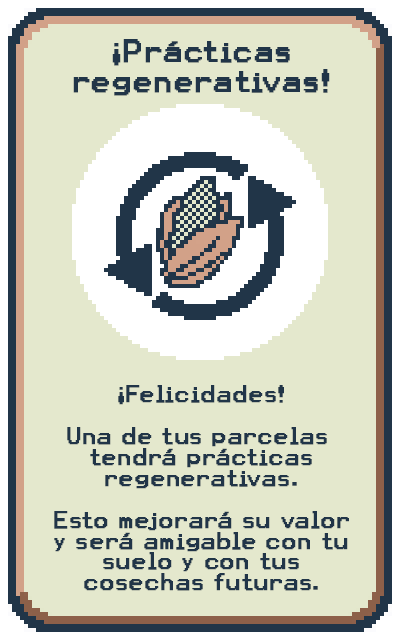 ¡Prácticas
regenerativas!
¡Felicidades!
Una de tus parcelas
tendrá prácticas
regenerativas.
Esto mejorará su valor
y será amigable con tu
suelo y con tus
cosechas futuras.